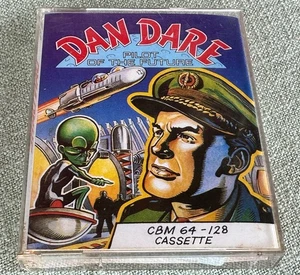 DAN DARE
PILOT
OF THE FUTURE
CBM 64-128
CASSETTE